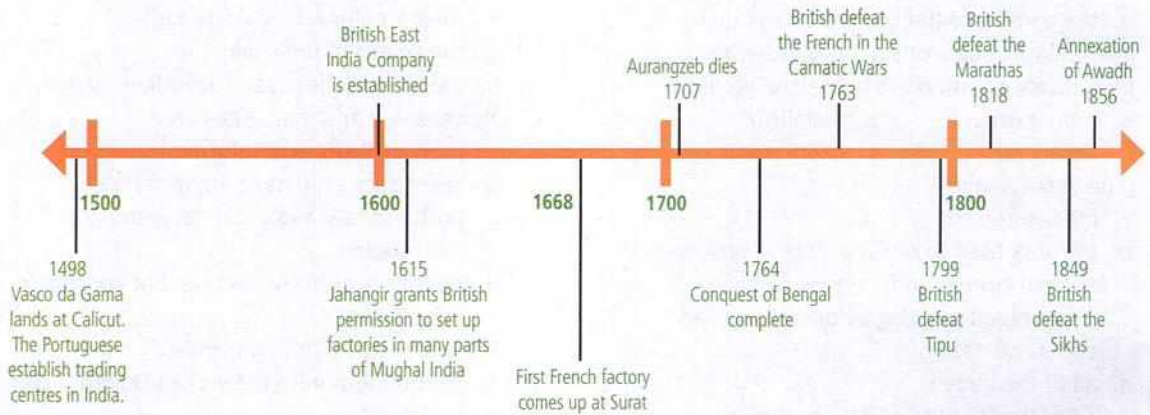 British East
India Company
is established
Aurangzeb dies
1707
British defeat
the French in the
Carnatic Wars
1763
British
defeat the
Marathas
1818
Annexation
of Awadh
1856
1500
1600
1668
1700
1800
1498
Vasco da Gama
lands at Calicut.
The Portuguese
establish trading
centres in India.
1615
Jahangir grants British
permission to set up
factories in many parts
of Mughal India
First French factory
comes up at Surat
1764
Conquest of Bengal
complete
1799
British
defeat
Tipu
1849
British
defeat the
Sikhs